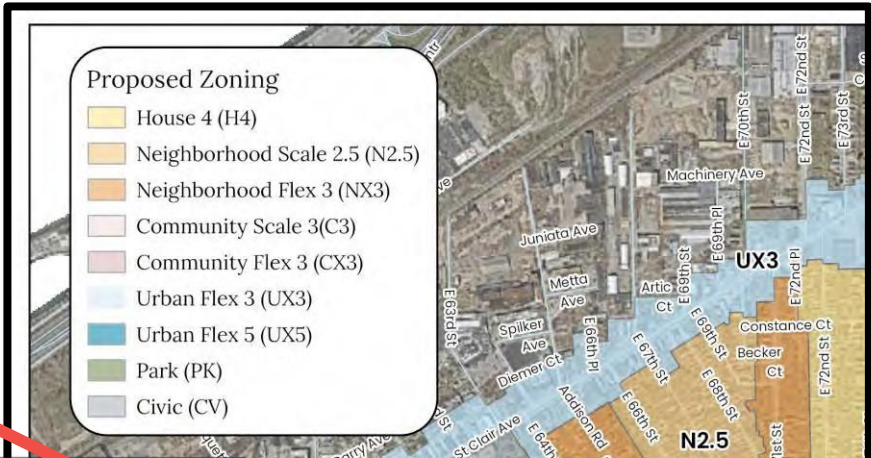 Proposed Zoning
House 4 (H4)
Neighborhood Scale 2.5 (N2.5)
Neighborhood Flex 3 (NX3)
Community Scale 3(C3)
Community Flex 3 (CX3)
Urban Flex 3 (UX3)
Urban Flex 5 (UX5)
Park (PK)
Civic (CV)
E 70th St
E 72nd St
E 72nd St
E 73rd St
Machinery Ave
E 69th Pl
Juniata Ave
UX3
E 72nd Pl
Metta
Ave
Artic
Ct
E 69th St
E 63rd St
Spilker
Ave
E 66th Pl
E 69th St
Constance Ct
E 67th St
Becker
Ct
E 72nd St
Diemer Ct
E 68th St
Addison Rd
E 66th St
St Clair Ave
E 64th
N2.5
71st St